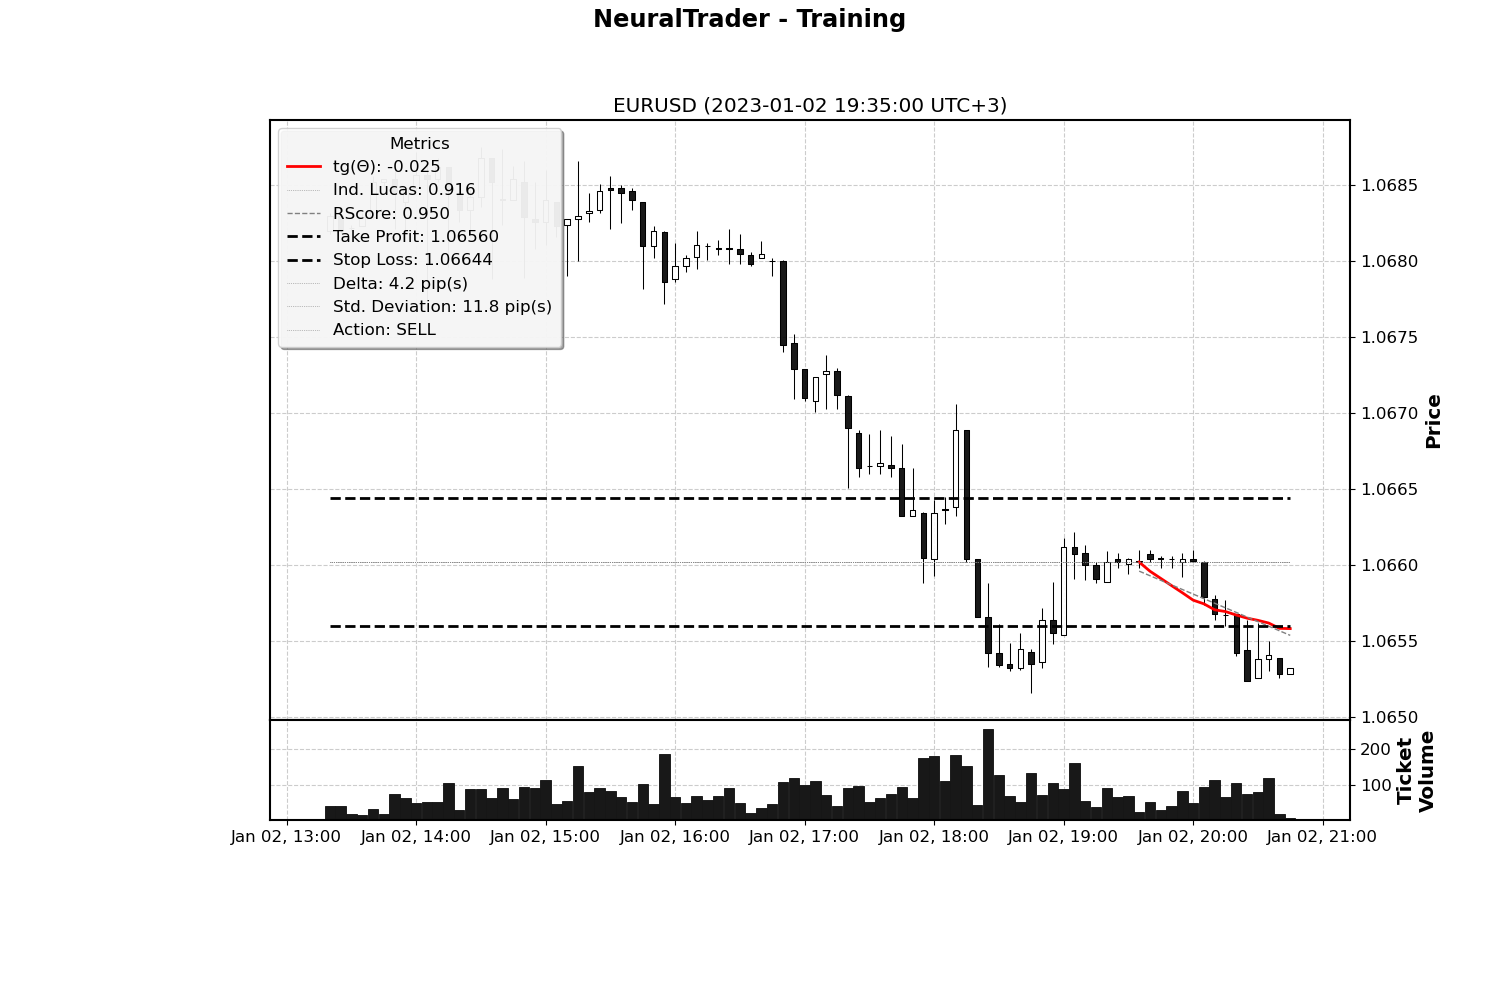 NeuralTrader - Training
EURUSD (2023-01-02 19:35:00 UTC+3)
Metrics
tg(Θ): -0.025
Ind. Lucas: 0.916
RScore: 0.950
Take Profit: 1.06560
Stop Loss: 1.06644
Delta: 4.2 pip(s)
Std. Deviation: 11.8 pip(s)
Action: SELL
1.0685
1.0680
1.0675
1.0670
1.0665
1.0660
1.0655
1.0650
Price
200
100
Ticket
Volume
Jan 02, 13:00 Jan 02, 14:00 Jan 02, 15:00 Jan 02, 16:00 Jan 02, 17:00 Jan 02, 18:00 Jan 02, 19:00 Jan 02, 20:00 Jan 02, 21:00